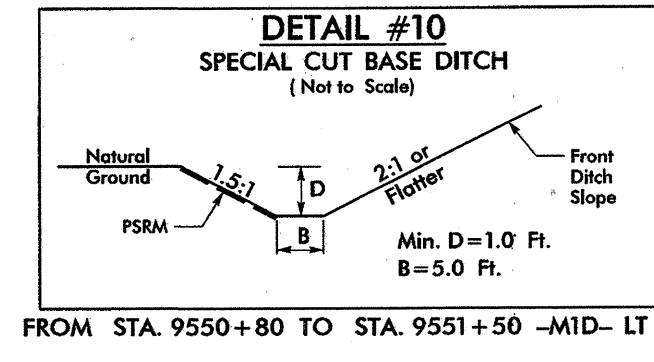 DETAIL #10
SPECIAL CUT BASE DITCH
( Not to Scale)
Natural
Ground
1.5:1
D
2:1 or
Flatter
Front
Ditch
Slope
PSRM
B
Min. D=1.0 Ft.
B=5.0 Ft.
FROM STA. 9550+80 TO STA. 9551+50 -M1D- LT